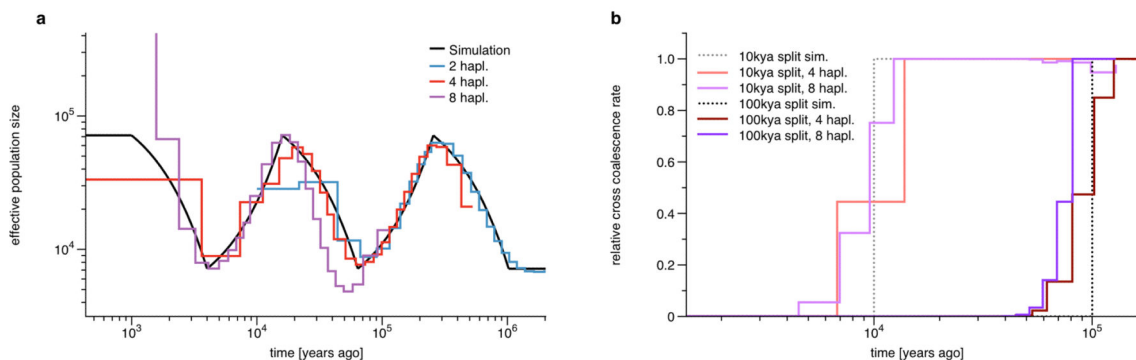 a
effective population size
10^5
10^4
10^3
10^4
10^5
10^6
time [years ago]
Simulation
2 hapl.
4 hapl.
8 hapl.
b
relative cross coalescence rate
1.0
0.8
0.6
0.4
0.2
0
10^4
10^5
time [years ago]
10kya split sim.
10kya split, 4 hapl.
10kya split, 8 hapl.
100kya split sim.
100kya split, 4 hapl.
100kya split, 8 hapl.